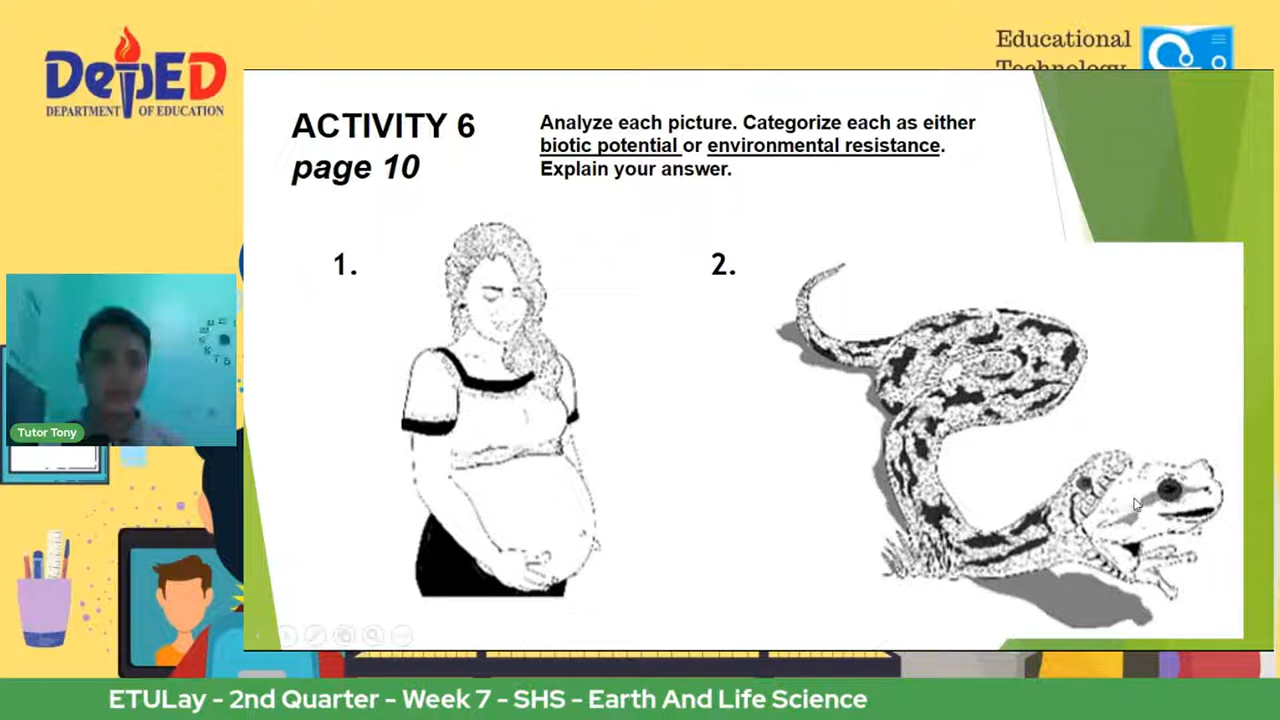 DepED
DEPARTMENT OF EDUCATION
Educational
Technology
ACTIVITY 6
page 10
Analyze each picture. Categorize each as either
biotic potential or environmental resistance.
Explain your answer.
1.
2.
Tutor Tony
ETULay - 2nd Quarter - Week 7 - SHS - Earth And Life Science